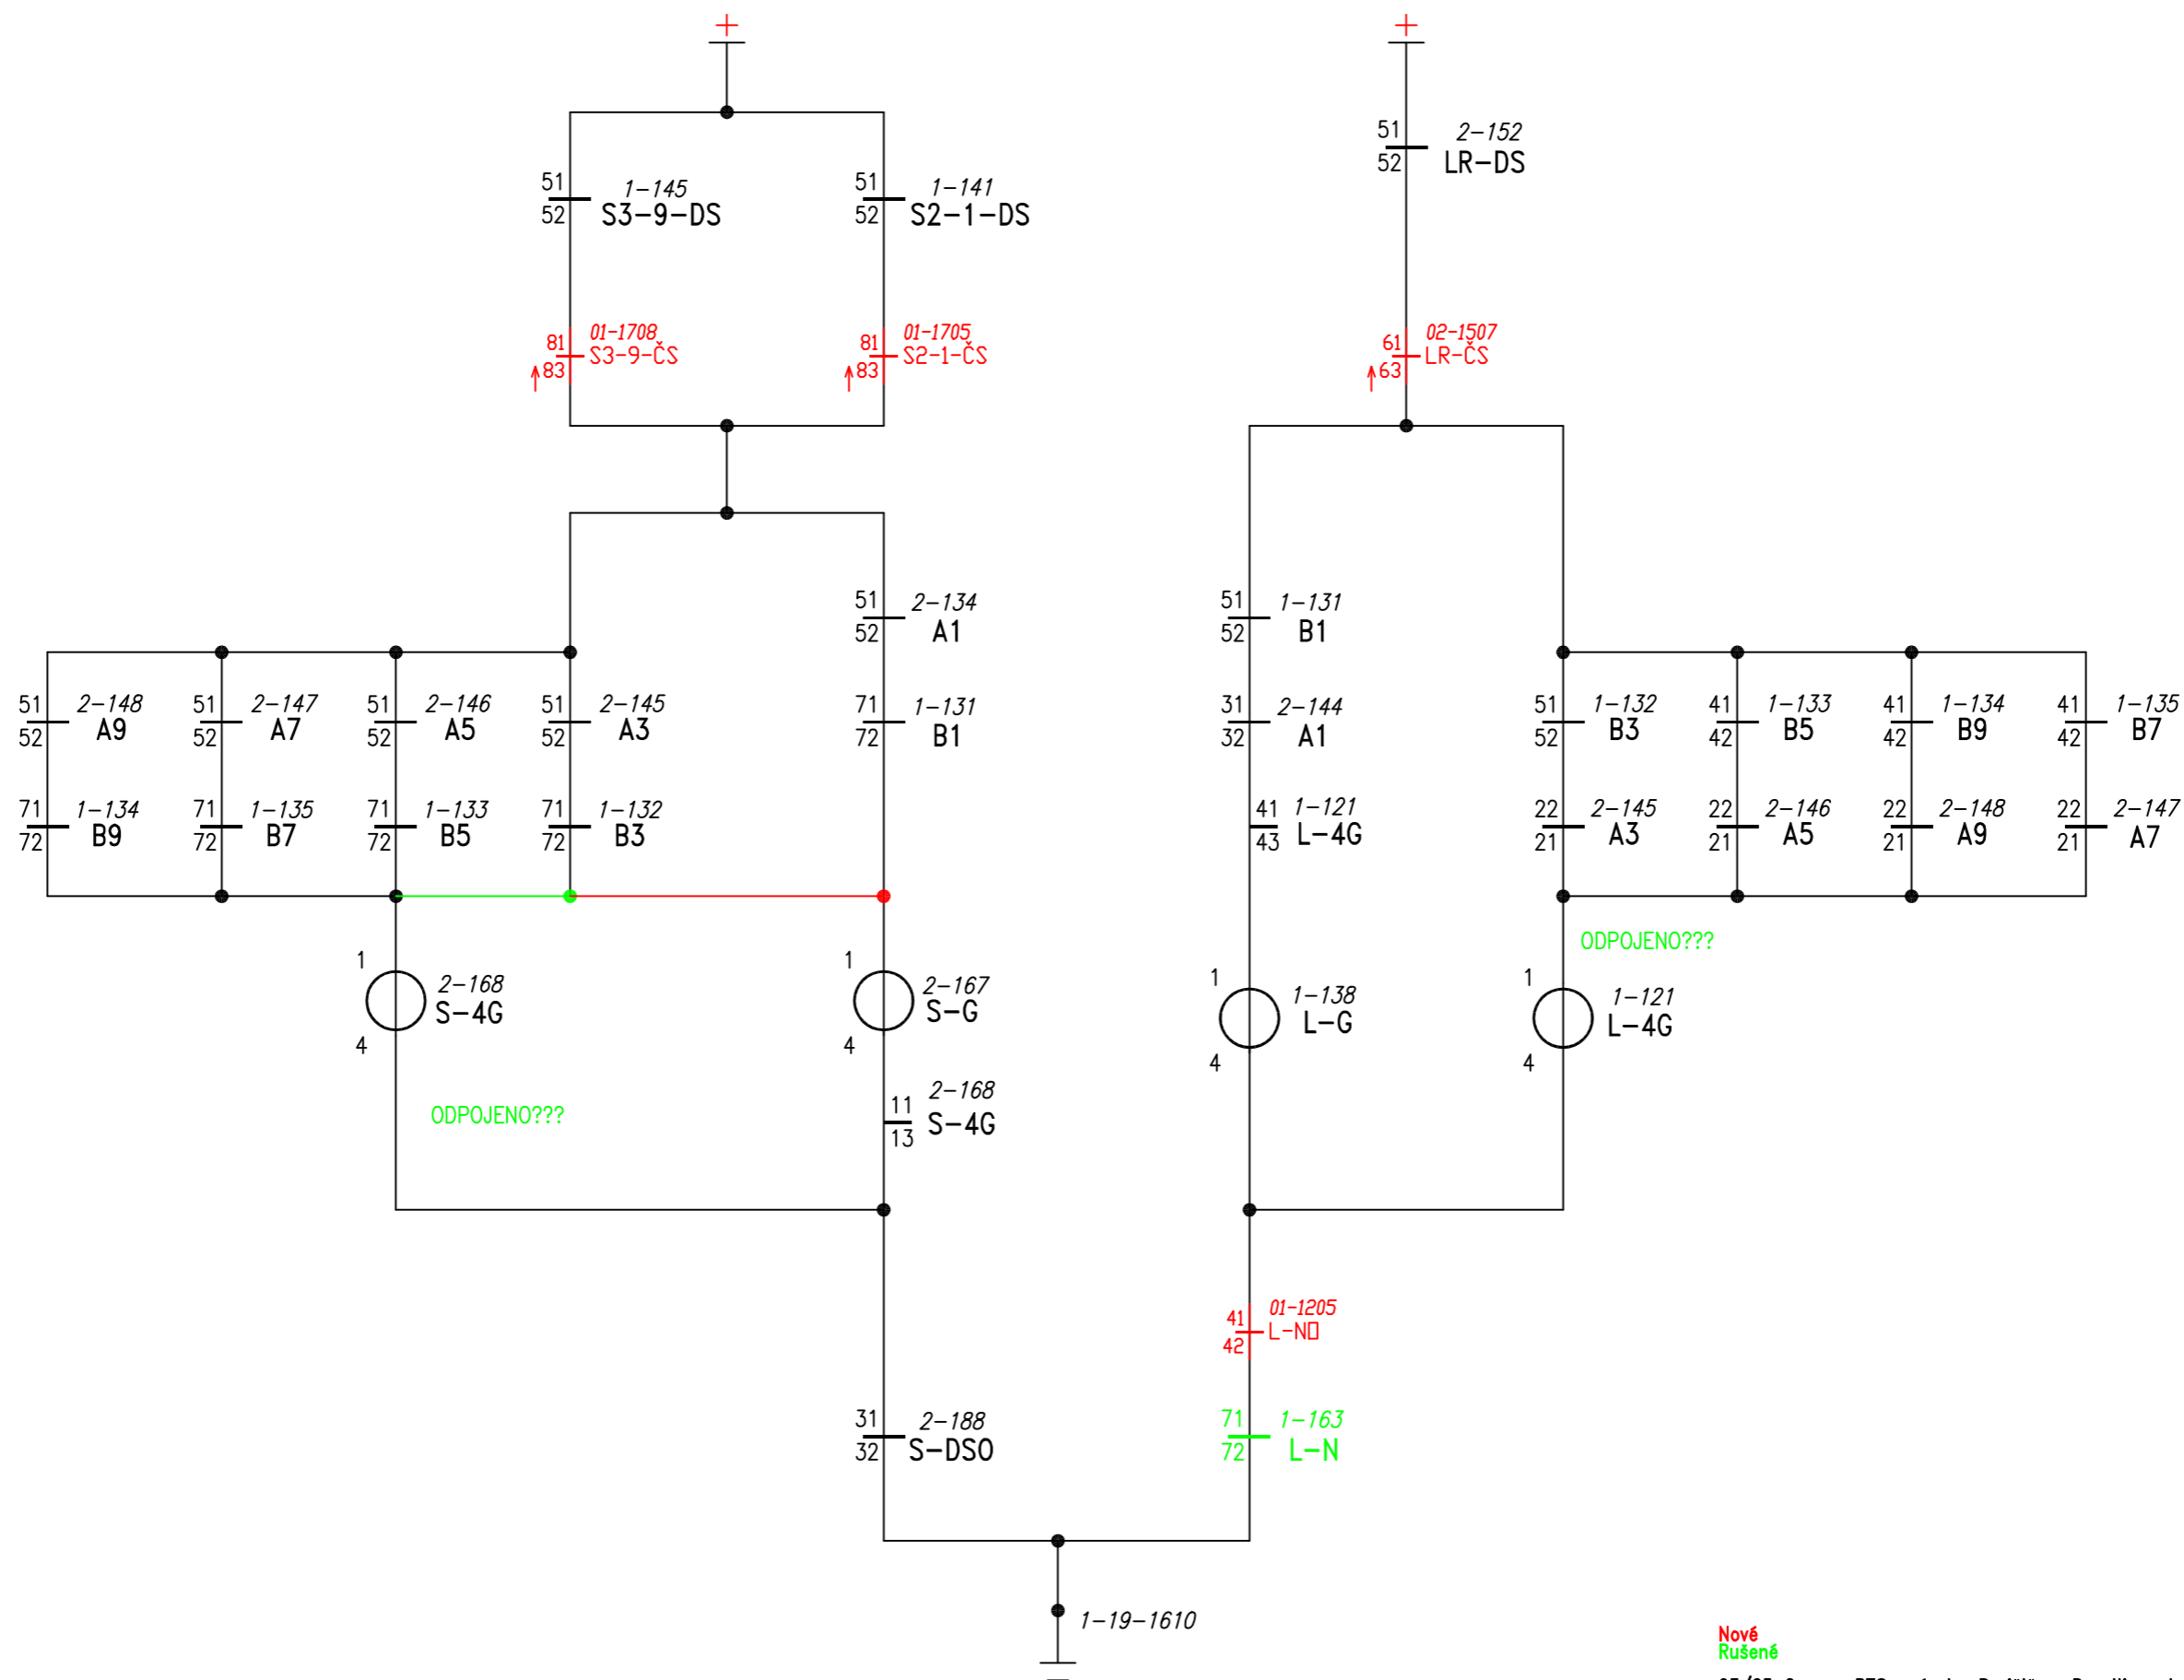 +
+
51 1-145
52 S3-9-DS
51 1-141
52 S2-1-DS
51 2-152
52 LR-DS
81 01-1708
83 S3-9-ČS
81 01-1705
83 S2-1-ČS
61 02-1507
63 LR-ČS
51 2-134
52 A1
51 1-131
52 B1
51 2-148
52 A9
51 2-147
52 A7
51 2-146
52 A5
51 2-145
52 A3
71 1-131
72 B1
31 2-144
32 A1
51 1-132
52 B3
41 1-133
42 B5
41 1-134
42 B9
41 1-135
42 B7
71 1-134
72 B9
71 1-135
72 B7
71 1-133
72 B5
71 1-132
72 B3
41 1-121
43 L-4G
22 2-145
21 A3
22 2-146
21 A5
22 2-148
21 A9
22 2-147
21 A7
ODPOJENO???
1 2-168
4 S-4G
1 2-167
4 S-G
1 1-138
4 L-G
1 1-121
4 L-4G
ODPOJENO???
11 2-168
13 S-4G
41 01-1205
42 L-NO
31 2-188
32 S-DSO
71 1-163
72 L-N
1-19-1610
Nové
Rušené